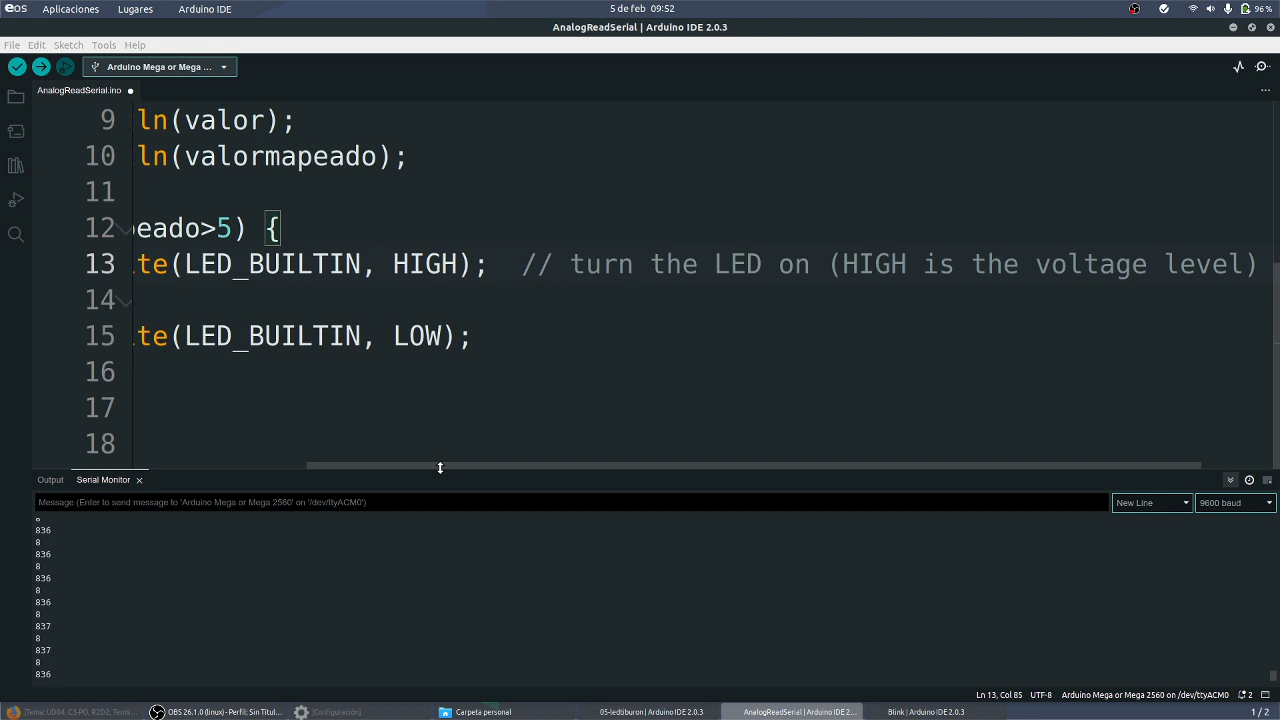 eos Aplicaciones Lugares Arduino IDE 5 de feb 09:52 96 %
AnalogReadSerial | Arduino IDE 2.0.3
File Edit Sketch Tools Help
Arduino Mega or Mega ...
AnalogReadSerial.ino
9 ln(valor);
10 ln(valormapeado);
11
12 peado>5) {
13 te(LED_BUILTIN, HIGH); // turn the LED on (HIGH is the voltage level)
14
15 te(LED_BUILTIN, LOW);
16
17
18
Output Serial Monitor
Message (Enter to send message to 'Arduino Mega or Mega 2560' on '/dev/ttyACM0') New Line 9600 baud
8
836
8
836
8
836
8
836
8
837
8
837
8
836
Ln 13, Col 85 UTF-8 Arduino Mega or Mega 2560 on /dev/ttyACM0 2
[Tema: UD04. C3-PO, R2D2, Termi... OBS 26.1.0 (linux) - Perfil: Sin Titul... [Configuración] Carpeta personal 05-ledtiburon | Arduino IDE 2.0.3 AnalogReadSerial | Arduino IDE 2... Blink | Arduino IDE 2.0.3 1 / 2